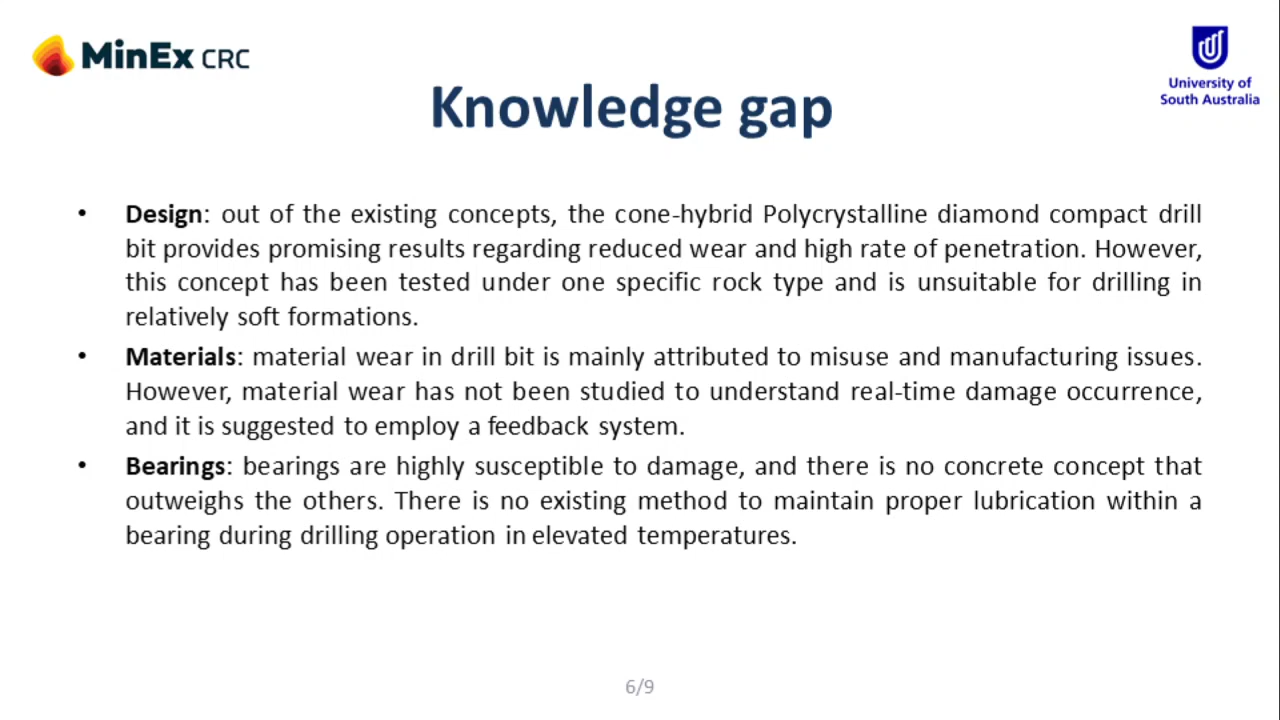 MinEx CRC
University of
South Australia
Knowledge gap
• Design: out of the existing concepts, the cone-hybrid Polycrystalline diamond compact drill
bit provides promising results regarding reduced wear and high rate of penetration. However,
this concept has been tested under one specific rock type and is unsuitable for drilling in
relatively soft formations.
• Materials: material wear in drill bit is mainly attributed to misuse and manufacturing issues.
However, material wear has not been studied to understand real-time damage occurrence,
and it is suggested to employ a feedback system.
• Bearings: bearings are highly susceptible to damage, and there is no concrete concept that
outweighs the others. There is no existing method to maintain proper lubrication within a
bearing during drilling operation in elevated temperatures.
6/9